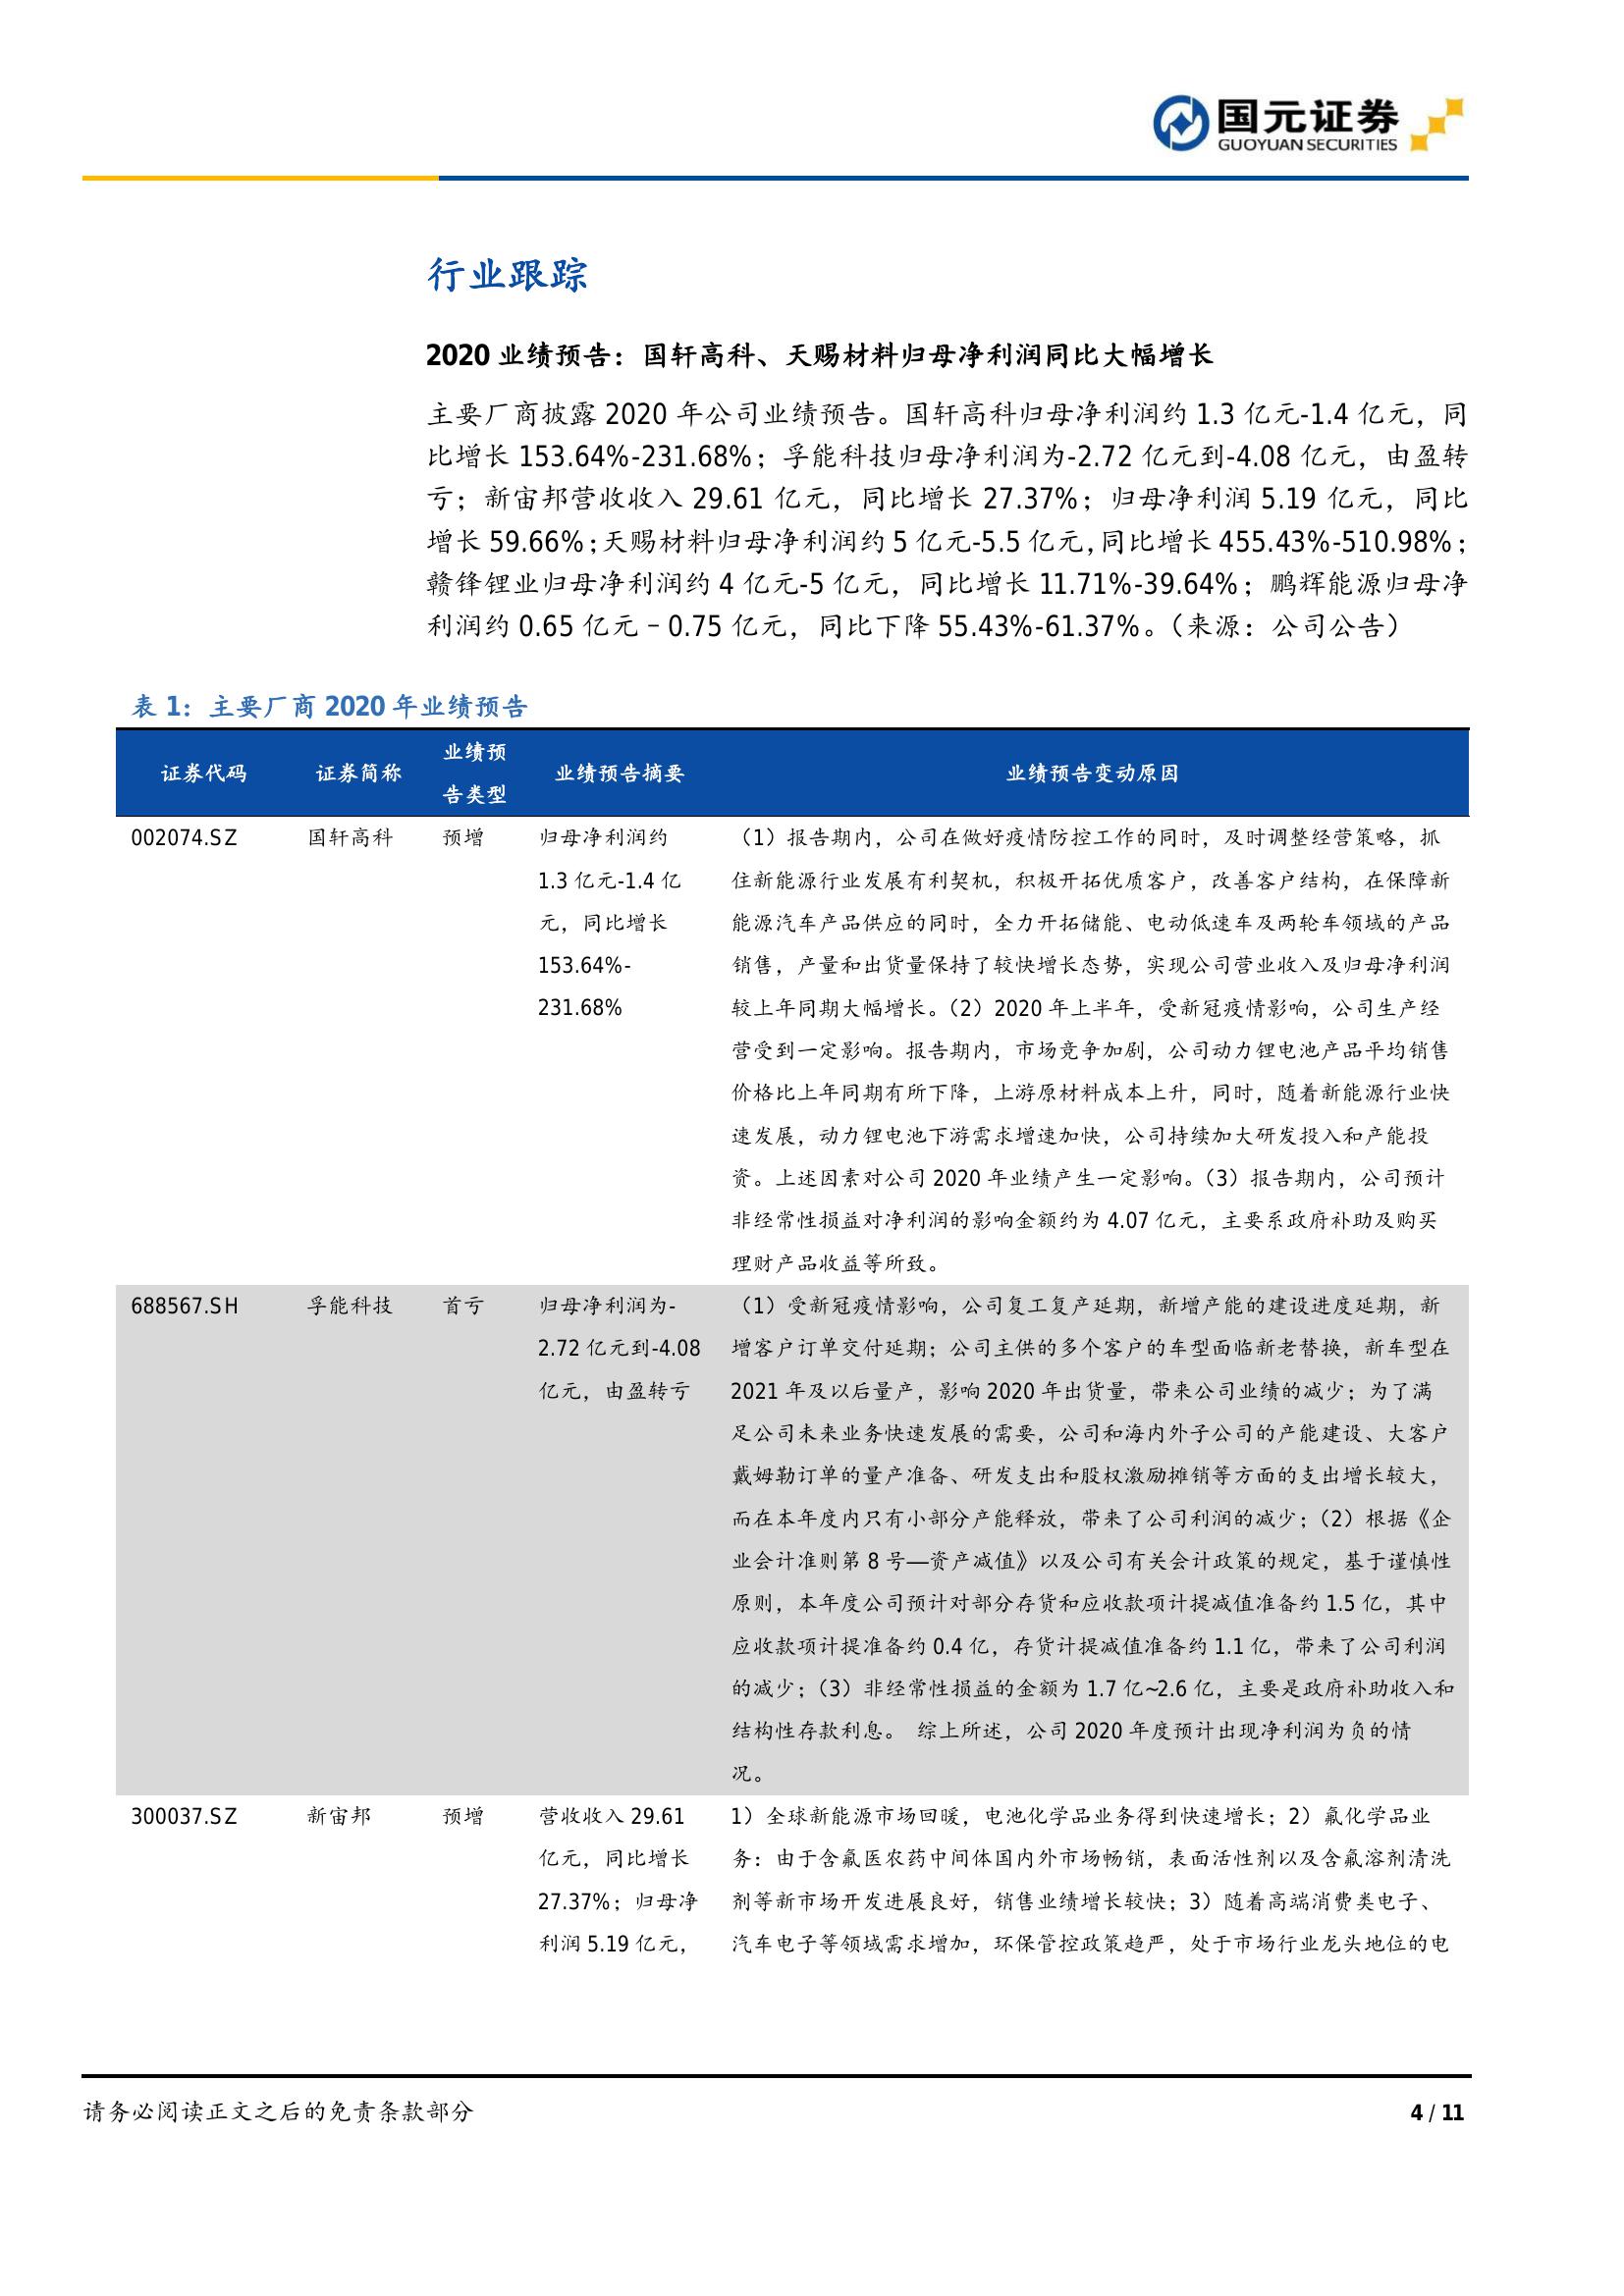 国元证券
GUOYUAN SECURITIES
行业跟踪
2020 业绩预告：国轩高科、天赐材料归母净利润同比大幅增长
主要厂商披露 2020 年公司业绩预告。国轩高科归母净利润约 1.3 亿元-1.4 亿元，同
比增长 153.64%-231.68%；孚能科技归母净利润为-2.72 亿元到-4.08 亿元，由盈转
亏；新宙邦营收收入 29.61 亿元，同比增长 27.37%；归母净利润 5.19 亿元，同比
增长 59.66%；天赐材料归母净利润约 5 亿元-5.5 亿元，同比增长 455.43%-510.98%；
赣锋锂业归母净利润约 4 亿元-5 亿元，同比增长 11.71%-39.64%；鹏辉能源归母净
利润约 0.65 亿元–0.75 亿元，同比下降 55.43%-61.37%。（来源：公司公告）
表 1：主要厂商 2020 年业绩预告
证券代码 证券简称 业绩预告类型 业绩预告摘要 业绩预告变动原因
002074.SZ 国轩高科 预增 归母净利润约 （1）报告期内，公司在做好疫情防控工作的同时，及时调整经营策略，抓
1.3 亿元-1.4 亿 住新能源行业发展有利契机，积极开拓优质客户，改善客户结构，在保障新
元，同比增长 能源汽车产品供应的同时，全力开拓储能、电动低速车及两轮车领域的产品
153.64%- 销售，产量和出货量保持了较快增长态势，实现公司营业收入及归母净利润
231.68% 较上年同期大幅增长。（2）2020 年上半年，受新冠疫情影响，公司生产经
营受到一定影响。报告期内，市场竞争加剧，公司动力锂电池产品平均销售
价格比上年同期有所下降，上游原材料成本上升，同时，随着新能源行业快
速发展，动力锂电池下游需求增速加快，公司持续加大研发投入和产能投
资。上述因素对公司 2020 年业绩产生一定影响。（3）报告期内，公司预计
非经常性损益对净利润的影响金额约为 4.07 亿元，主要系政府补助及购买
理财产品收益等所致。
688567.SH 孚能科技 首亏 归母净利润为- （1）受新冠疫情影响，公司复工复产延期，新增产能的建设进度延期，新
2.72 亿元到-4.08 增客户订单交付延期；公司主供的多个客户的车型面临新老替换，新车型在
亿元，由盈转亏 2021 年及以后量产，影响 2020 年出货量，带来公司业绩的减少；为了满
足公司未来业务快速发展的需要，公司和海内外子公司的产能建设、大客户
戴姆勒订单的量产准备、研发支出和股权激励摊销等方面的支出增长较大，
而在本年度内只有小部分产能释放，带来了公司利润的减少；（2）根据《企
业会计准则第 8 号—资产减值》以及公司有关会计政策的规定，基于谨慎性
原则，本年度公司预计对部分存货和应收款项计提减值准备约 1.5 亿，其中
应收款项计提准备约 0.4 亿，存货计提减值准备约 1.1 亿，带来了公司利润
的减少；（3）非经常性损益的金额为 1.7 亿~2.6 亿，主要是政府补助收入和
结构性存款利息。 综上所述，公司 2020 年度预计出现净利润为负的情
况。
300037.SZ 新宙邦 预增 营收收入 29.61 1）全球新能源市场回暖，电池化学品业务得到快速增长；2）氟化学品业
亿元，同比增长 务：由于含氟医农药中间体国内外市场畅销，表面活性剂以及含氟溶剂清洗
27.37%；归母净 剂等新市场开发进展良好，销售业绩增长较快；3）随着高端消费类电子、
利润 5.19 亿元， 汽车电子等领域需求增加，环保管控政策趋严，处于市场行业龙头地位的电
请务必阅读正文之后的免责条款部分
4 / 11